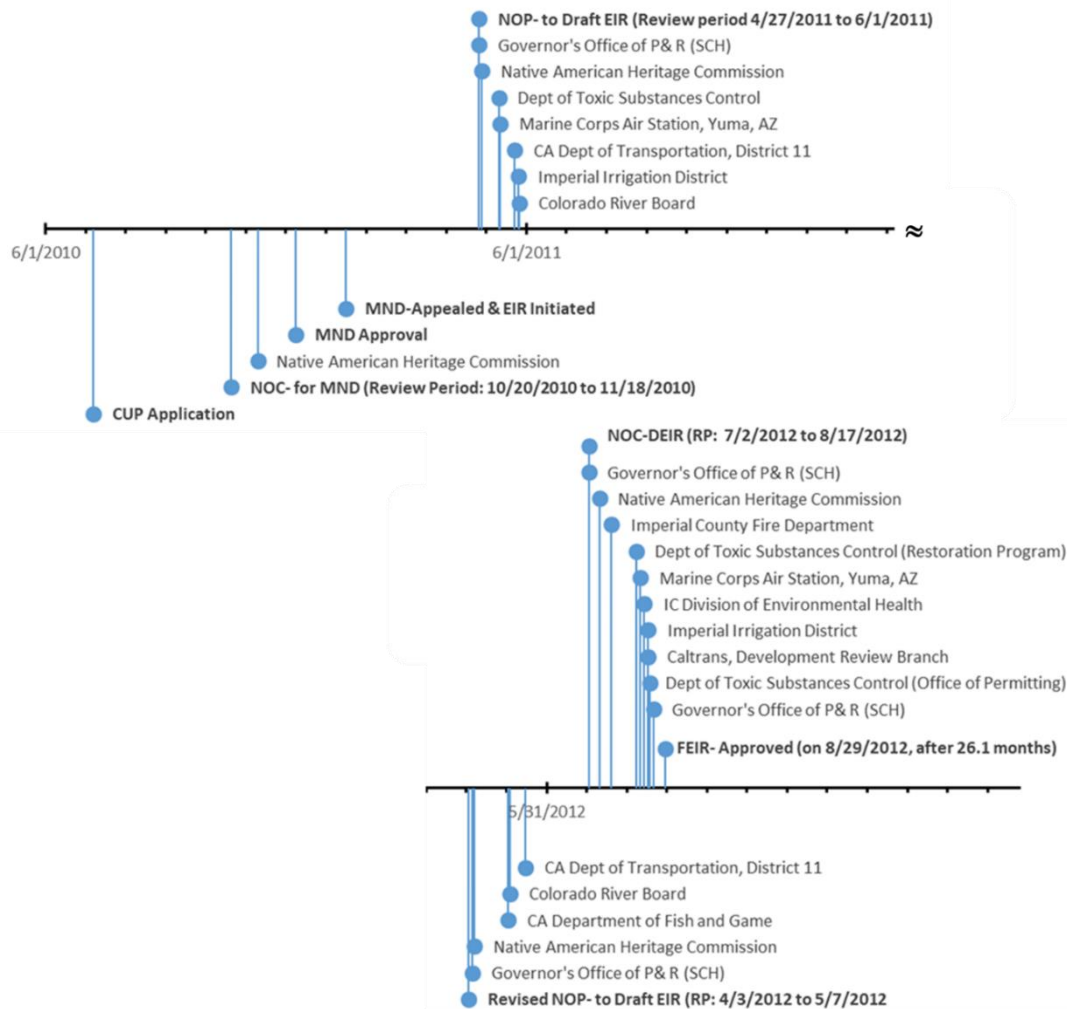 NOP- to Draft EIR (Review period 4/27/2011 to 6/1/2011)
Governor's Office of P& R (SCH)
Native American Heritage Commission
Dept of Toxic Substances Control
Marine Corps Air Station, Yuma, AZ
CA Dept of Transportation, District 11
Imperial Irrigation District
Colorado River Board
≈
6/1/2010
6/1/2011
MND-Appealed & EIR Initiated
MND Approval
Native American Heritage Commission
NOC- for MND (Review Period: 10/20/2010 to 11/18/2010)
CUP Application
NOC-DEIR (RP: 7/2/2012 to 8/17/2012)
Governor's Office of P& R (SCH)
Native American Heritage Commission
Imperial County Fire Department
Dept of Toxic Substances Control (Restoration Program)
Marine Corps Air Station, Yuma, AZ
IC Division of Environmental Health
Imperial Irrigation District
Caltrans, Development Review Branch
Dept of Toxic Substances Control (Office of Permitting)
Governor's Office of P& R (SCH)
FEIR- Approved (on 8/29/2012, after 26.1 months)
5/31/2012
CA Dept of Transportation, District 11
Colorado River Board
CA Department of Fish and Game
Native American Heritage Commission
Governor's Office of P& R (SCH)
Revised NOP- to Draft EIR (RP: 4/3/2012 to 5/7/2012